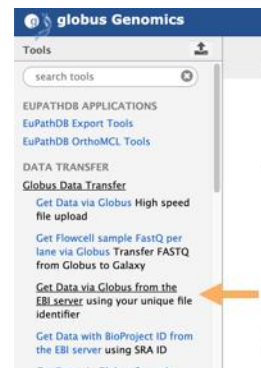 globus Genomics
Tools
search tools
EUPATHDB APPLICATIONS
EuPathDB Export Tools
EuPathDB OrthoMCL Tools
DATA TRANSFER
Globus Data Transfer
Get Data via Globus High speed
file upload
Get Flowcell sample FastQ per
lane via Globus Transfer FASTQ
from Globus to Galaxy
Get Data via Globus from the
EBI server using your unique file
identifier
Get Data with BioProject ID from
the EBI server using SRA ID